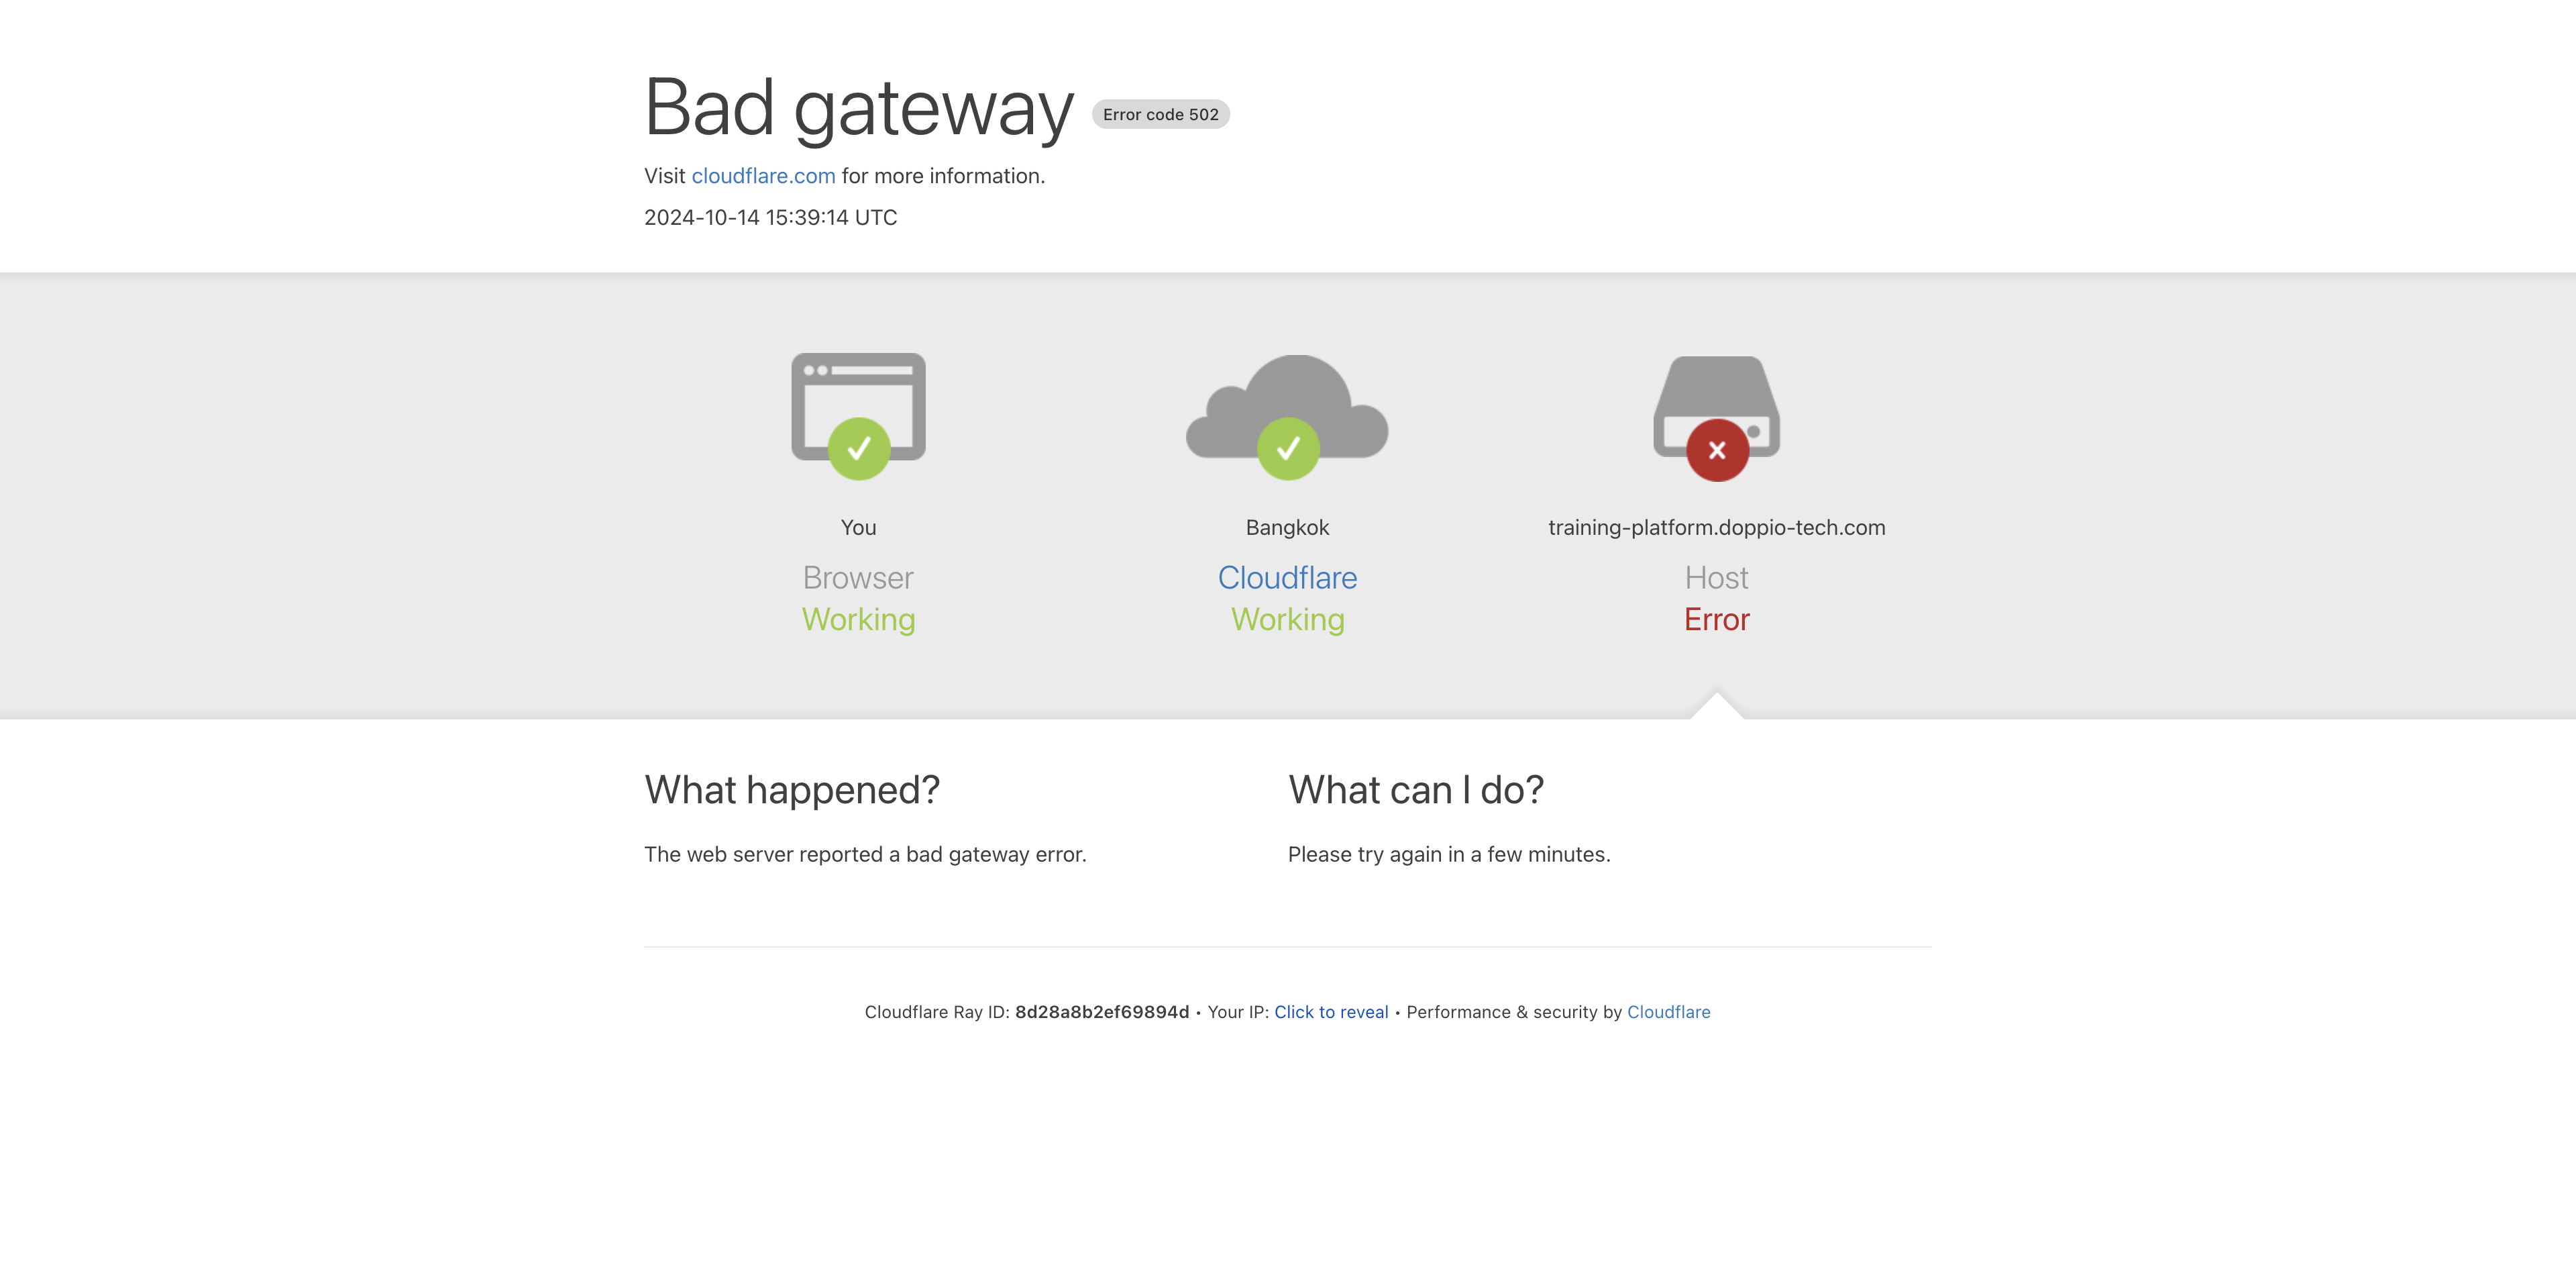 Bad gateway Error code 502
Visit cloudflare.com for more information.
2024-10-14 15:39:14 UTC
You
Browser
Working
Bangkok
Cloudflare
Working
training-platform.doppio-tech.com
Host
Error
What happened?
The web server reported a bad gateway error.
What can I do?
Please try again in a few minutes.
Cloudflare Ray ID: 8d28a8b2ef69894d • Your IP: Click to reveal • Performance & security by Cloudflare